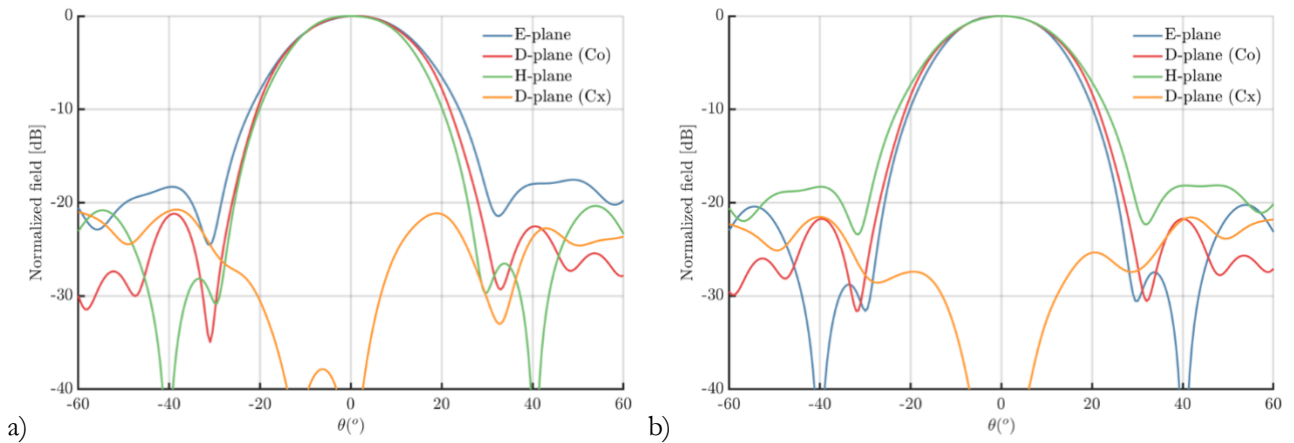 0
-10
-20
-30
-40
Normalized field [dB]
-60
-40
-20
0
20
40
60
θ(º)
E-plane
D-plane (Co)
H-plane
D-plane (Cx)
a)
0
-10
-20
-30
-40
Normalized field [dB]
-60
-40
-20
0
20
40
60
θ(º)
E-plane
D-plane (Co)
H-plane
D-plane (Cx)
b)